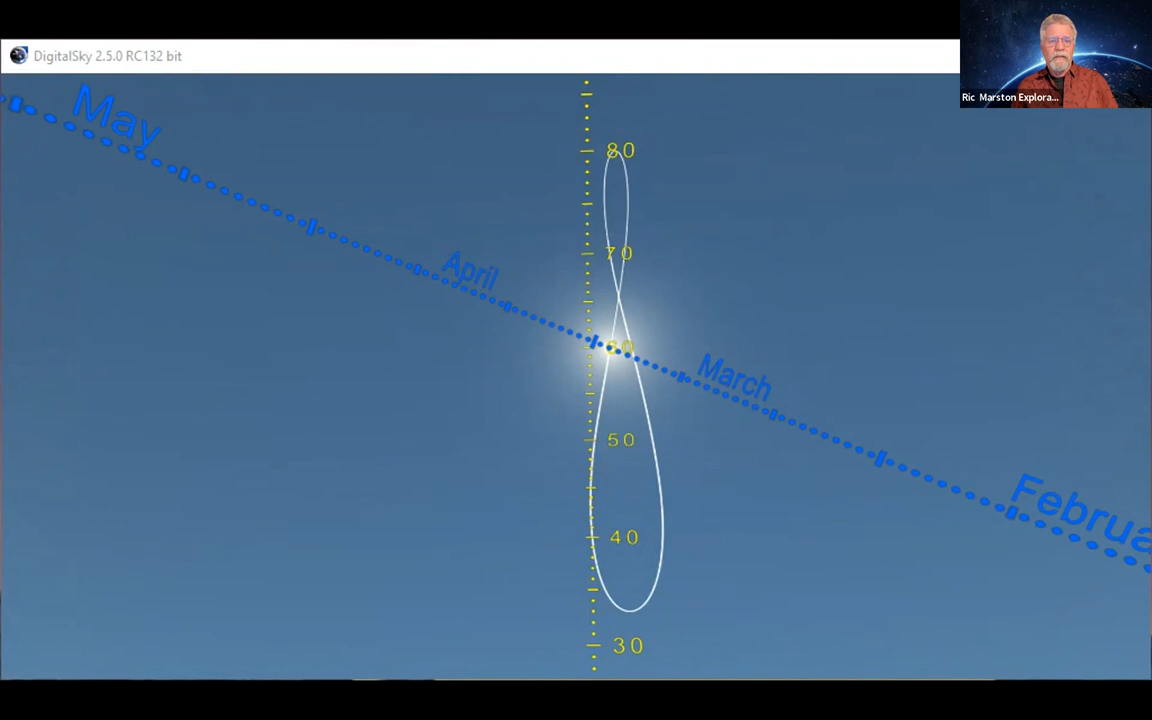 DigitalSky 2.5.0 RC132 bit
Ric Marston Explora...
May
80
70
April
60
March
50
Februa
40
30